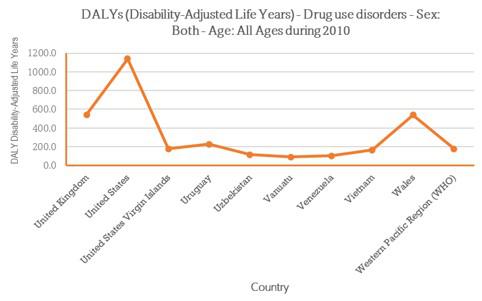 DALYs (Disability-Adjusted Life Years) - Drug use disorders - Sex:
Both - Age: All Ages during 2010
DALY Disability-Adjusted Life Years
1200.0
1000.0
800.0
600.0
400.0
200.0
0.0
United Kingdom
United States
United States Virgin Islands
Uruguay
Uzbekistan
Vanuatu
Venezuela
Vietnam
Wales
Western Pacific Region (WHO)
Country